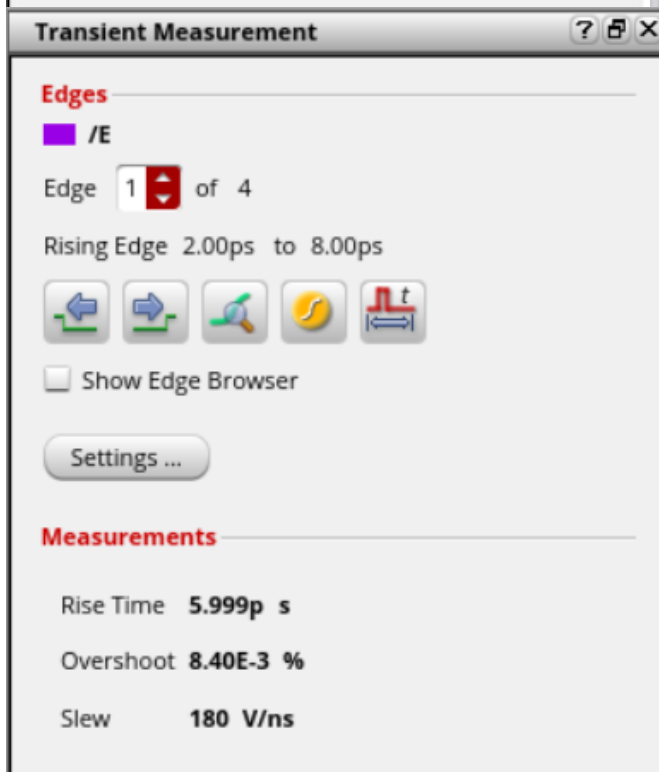 Transient Measurement
Edges
/E
Edge 1 of 4
Rising Edge 2.00ps to 8.00ps
t
Show Edge Browser
Settings ...
Measurements
Rise Time 5.999p s
Overshoot 8.40E-3 %
Slew 180 V/ns